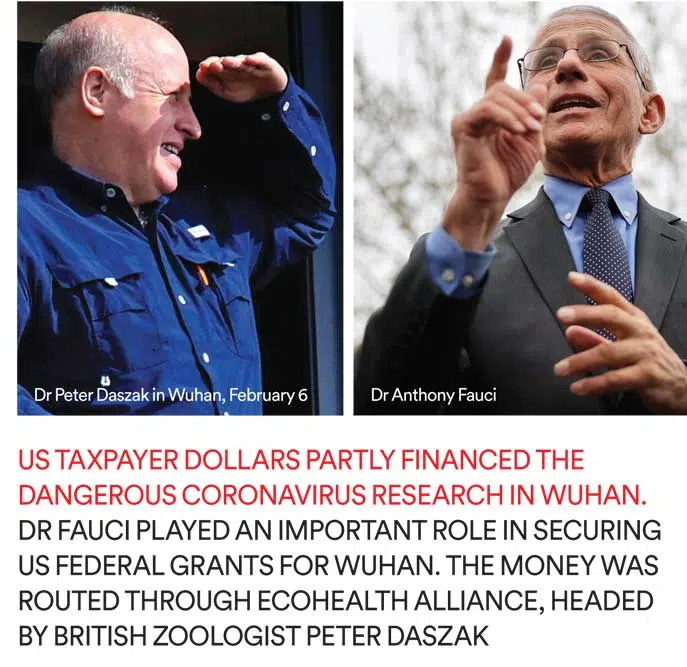 Dr Peter Daszak in Wuhan, February 6
Dr Anthony Fauci
US TAXPAYER DOLLARS PARTLY FINANCED THE
DANGEROUS CORONAVIRUS RESEARCH IN WUHAN.
DR FAUCI PLAYED AN IMPORTANT ROLE IN SECURING
US FEDERAL GRANTS FOR WUHAN. THE MONEY WAS
ROUTED THROUGH ECOHEALTH ALLIANCE, HEADED
BY BRITISH ZOOLOGIST PETER DASZAK